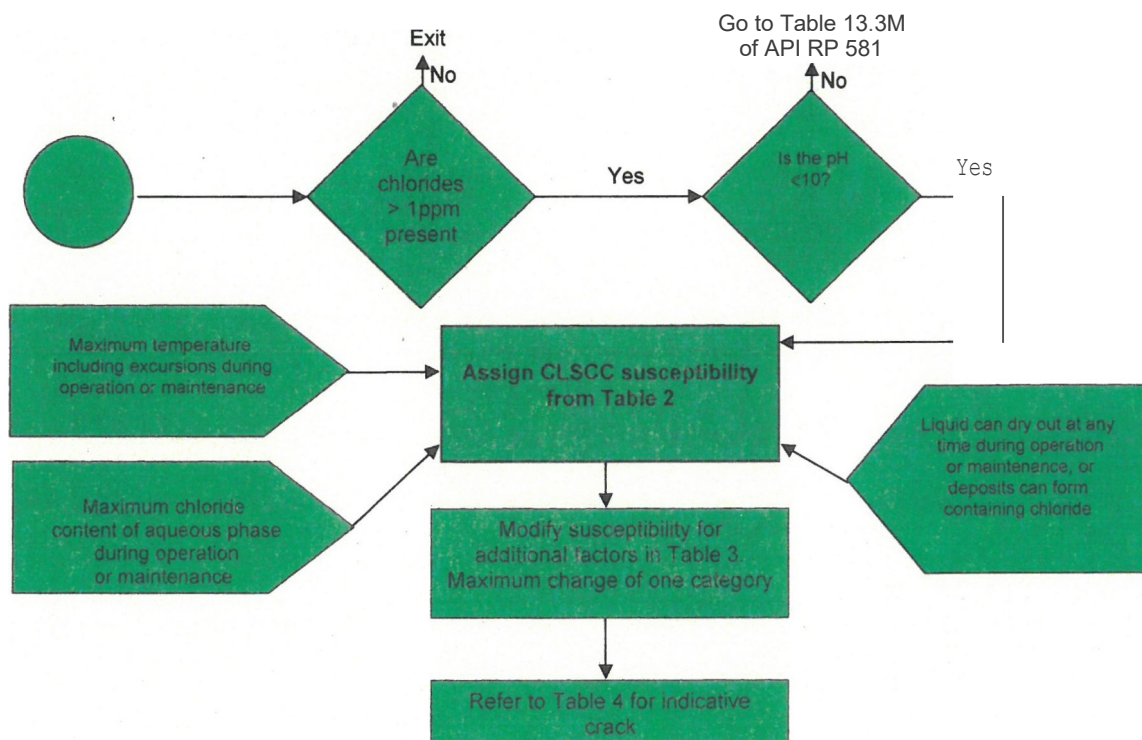 Exit
No
Go to Table 13.3M
of API RP 581
No
Are
chlorides
> 1ppm
present
Yes
Is the pH
<10?
Yes
Maximum temperature
including excursions during
operation or maintenance
Assign CLSCC susceptibility
from Table 2
Liquid can dry out at any
time during operation
or maintenance, or
deposits can form
containing chloride
Maximum chloride
content of aqueous phase
during operation
or maintenance
Modify susceptibility for
additional factors in Table 3.
Maximum change of one category
Refer to Table 4 for indicative
crack